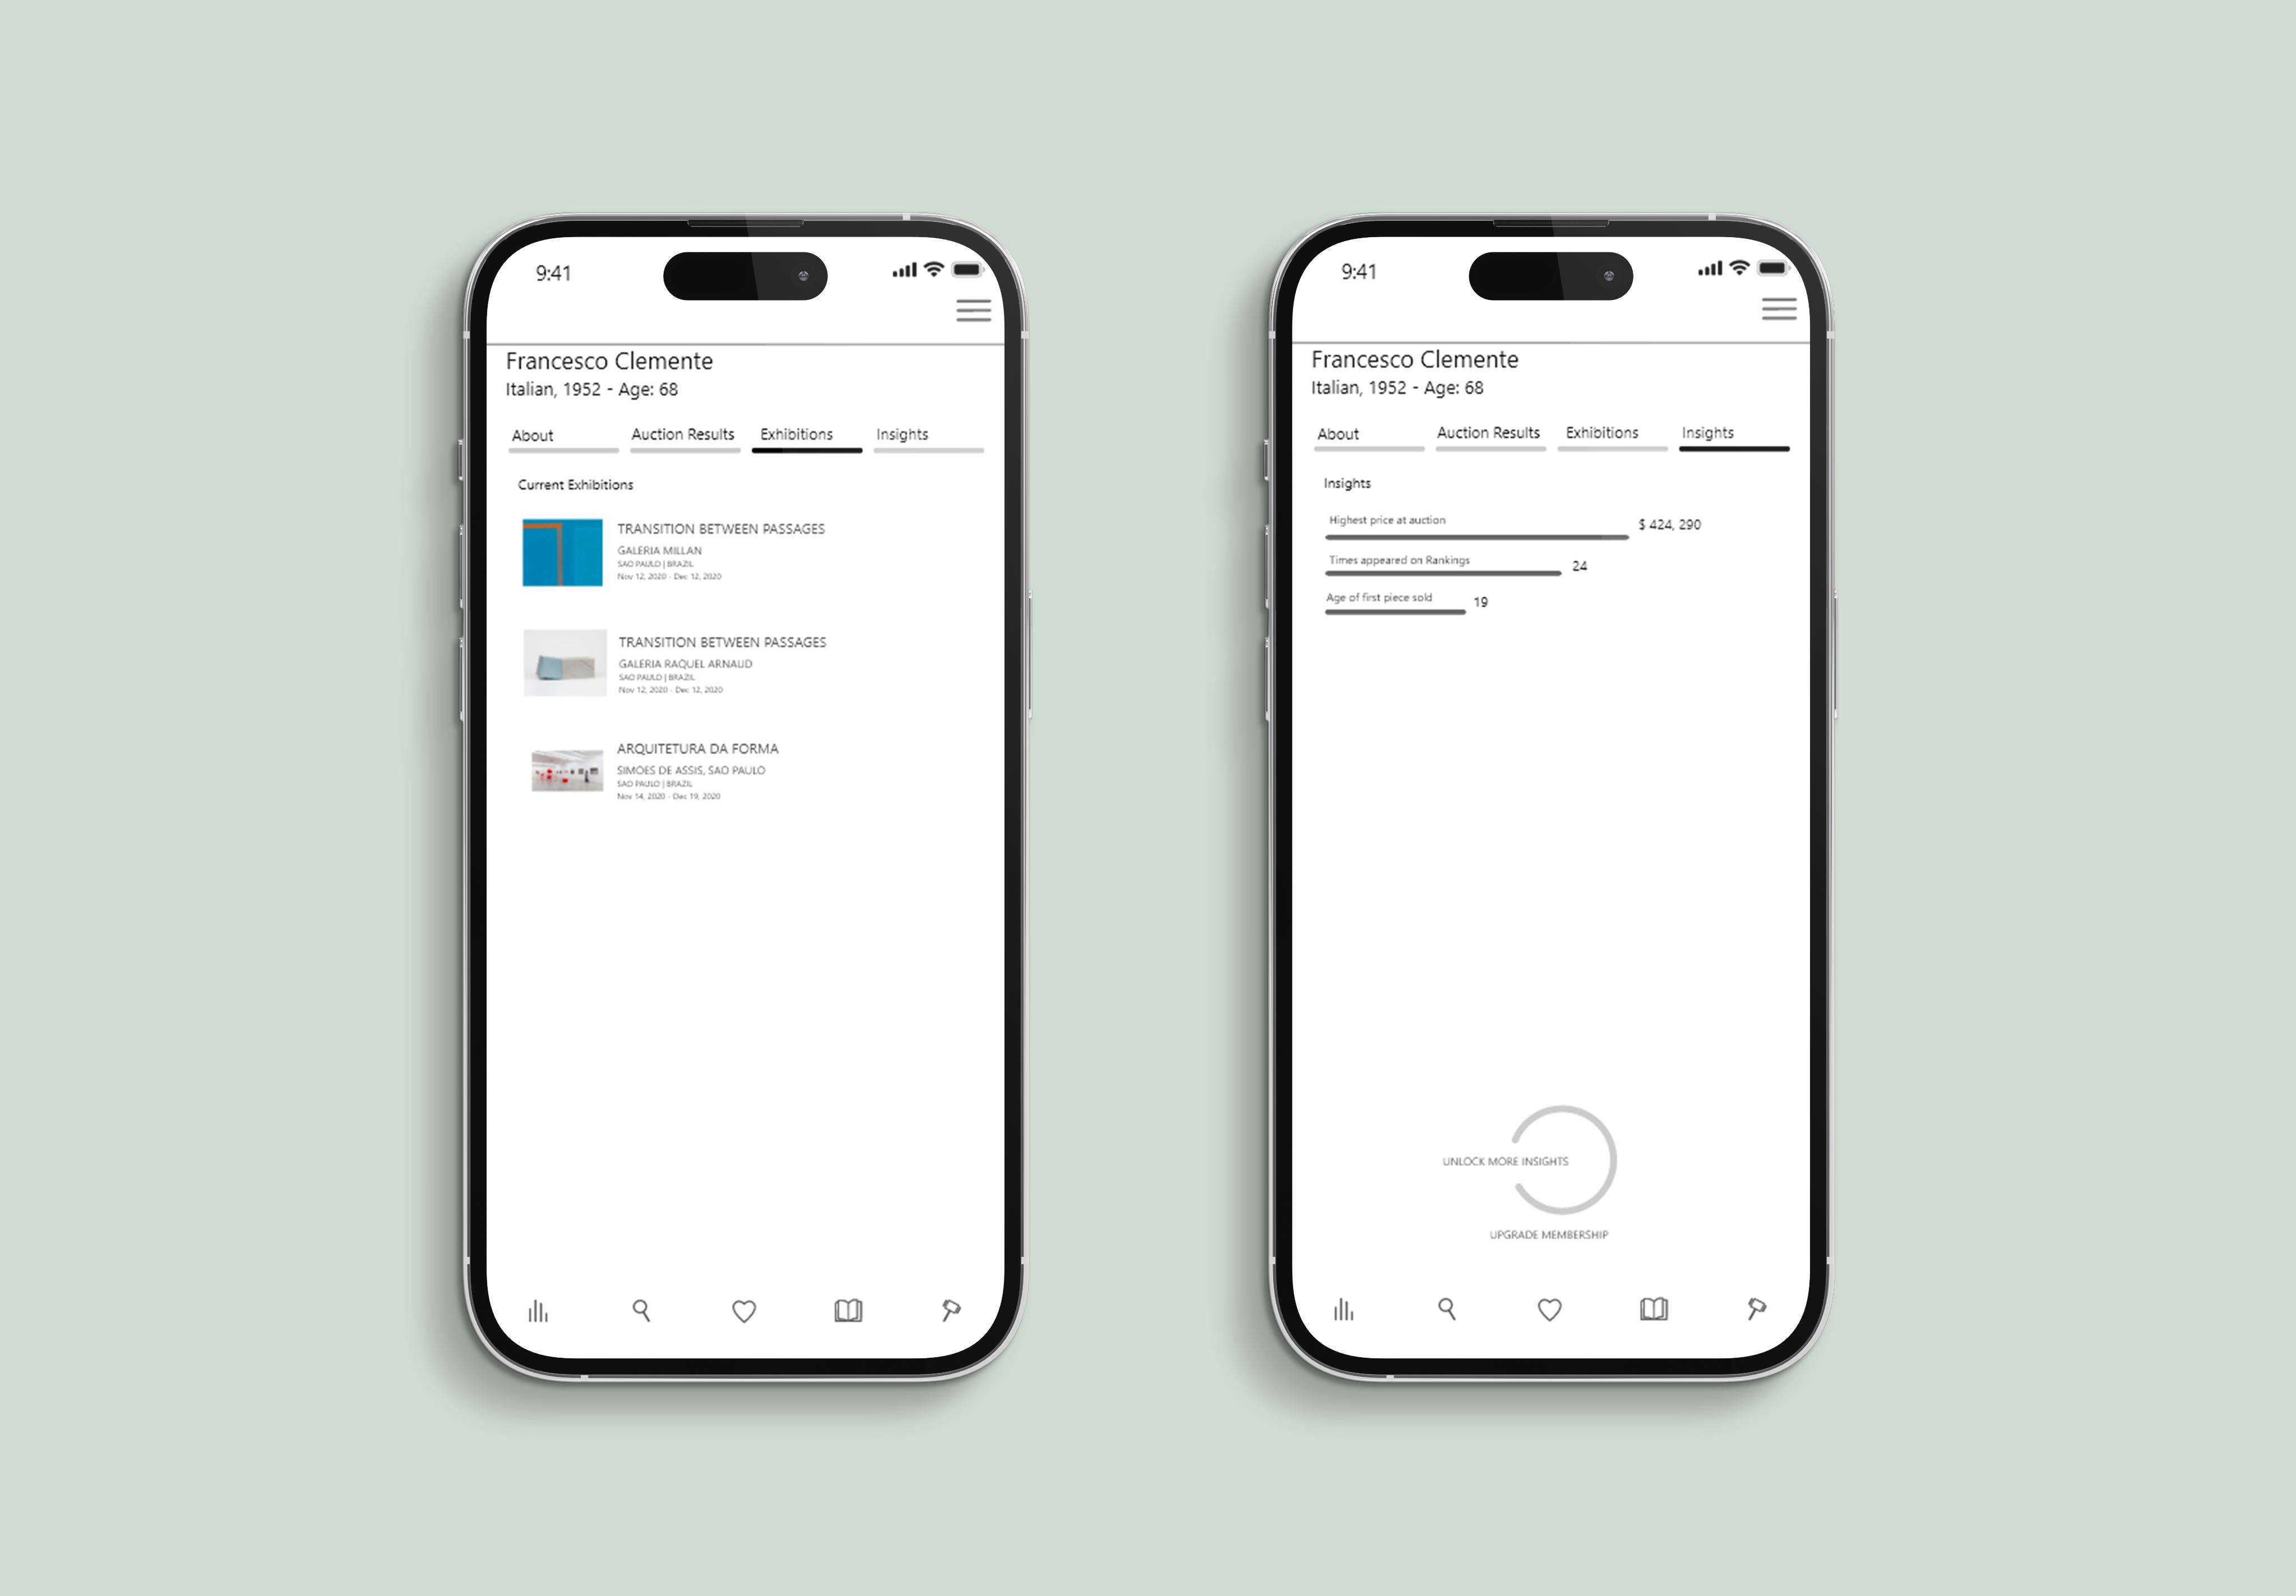 9:41
Francesco Clemente
Italian, 1952 - Age: 68
About Auction Results Exhibitions Insights
Current Exhibitions
TRANSITION BETWEEN PASSAGES
GALERIA MILLAN
SAO PAULO | BRAZIL
Nov 12, 2020 - Dec 12, 2020
TRANSITION BETWEEN PASSAGES
GALERIA RAQUEL ARNAUD
SAO PAULO | BRAZIL
Nov 12, 2020 - Dec 12, 2020
ARQUITETURA DA FORMA
SIMOES DE ASSIS, SAO PAULO
SAO PAULO | BRAZIL
Nov 14, 2020 - Dec 19, 2020
9:41
Francesco Clemente
Italian, 1952 - Age: 68
About Auction Results Exhibitions Insights
Insights
Highest price at auction $ 424, 290
Times appeared on Rankings 24
Age of first piece sold 19
UNLOCK MORE INSIGHTS
UPGRADE MEMBERSHIP